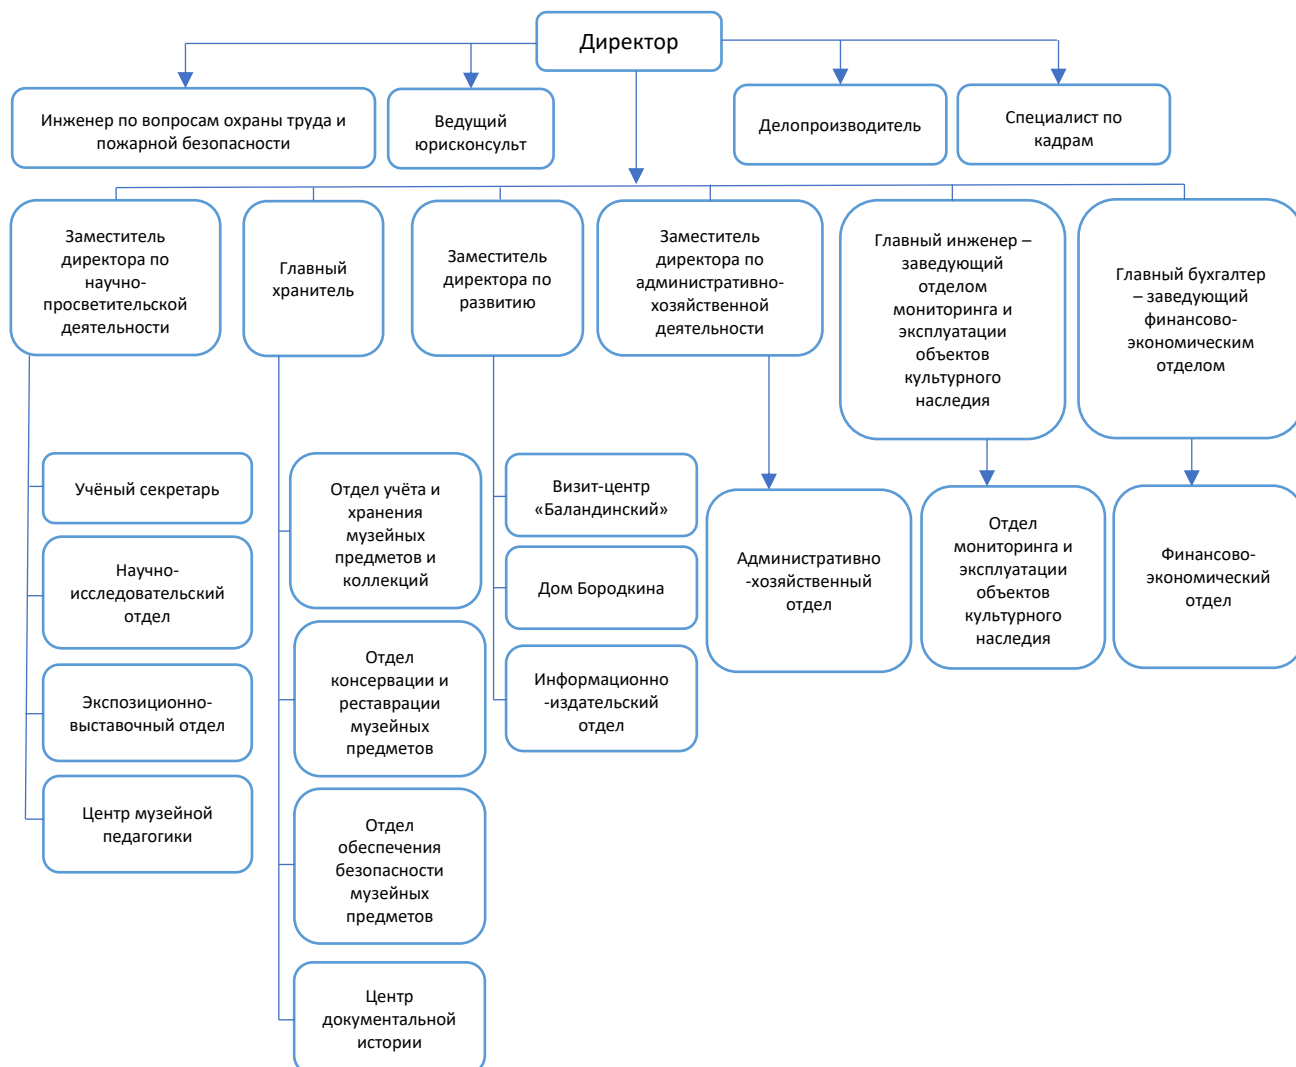 Директор
Инженер по вопросам охраны труда и
пожарной безопасности
Ведущий
юрисконсульт
Делопроизводитель
Специалист по
кадрам
Заместитель
директора по
научно-
просветительской
деятельности
Главный
хранитель
Заместитель
директора по
развитию
Заместитель
директора по
административно-
хозяйственной
деятельности
Главный инженер –
заведующий
отделом
мониторинга и
эксплуатации
объектов
культурного
наследия
Главный бухгалтер
– заведующий
финансово-
экономическим
отделом
Учёный секретарь
Научно-
исследовательский
отдел
Экспозиционно-
выставочный отдел
Центр музейной
педагогики
Отдел учёта и
хранения
музейных
предметов и
коллекций
Отдел
консервации и
реставрации
музейных
предметов
Отдел
обеспечения
безопасности
музейных
предметов
Центр
документальной
истории
Визит-центр
«Баландинский»
Дом Бородкина
Информационно
-издательский
отдел
Административно
-хозяйственный
отдел
Отдел
мониторинга и
эксплуатации
объектов
культурного
наследия
Финансово-
экономический
отдел